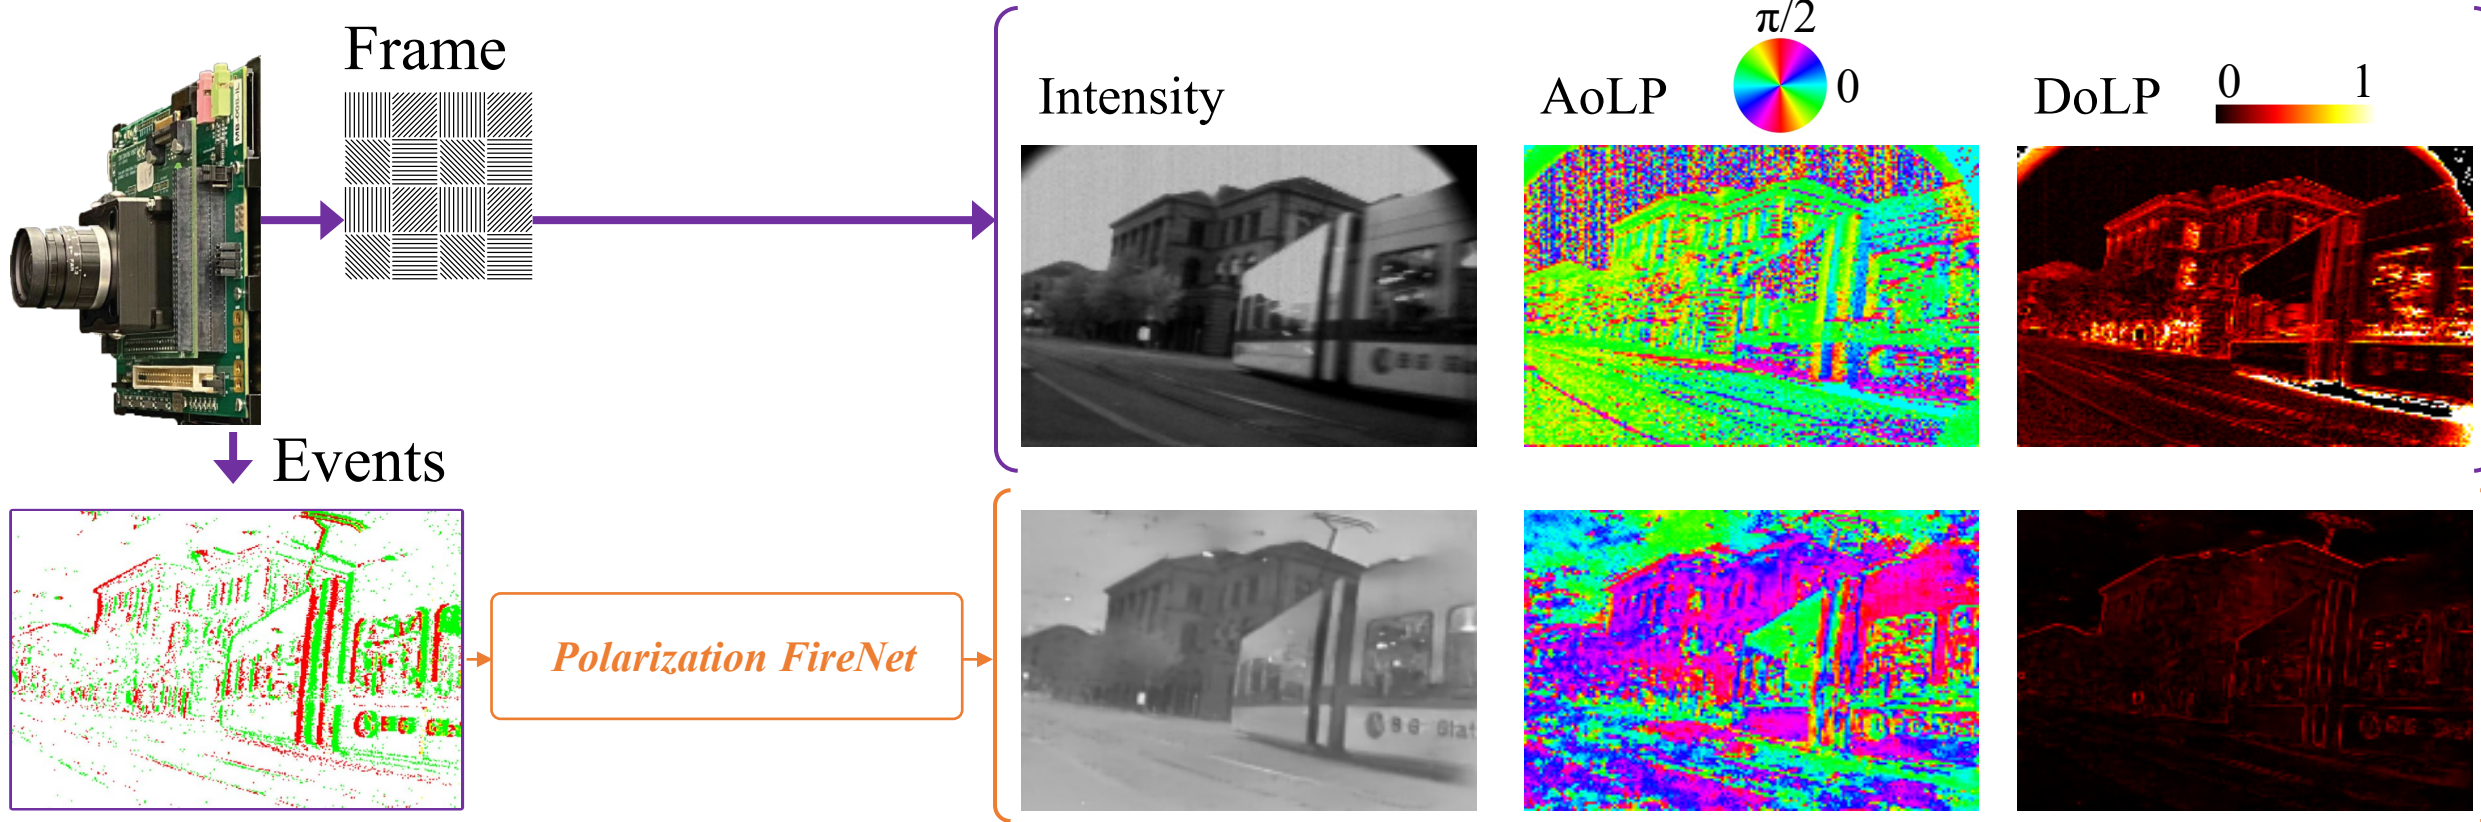 Frame
π/2
Intensity
AoLP
0
DoLP
0 1
Events
Polarization FireNet